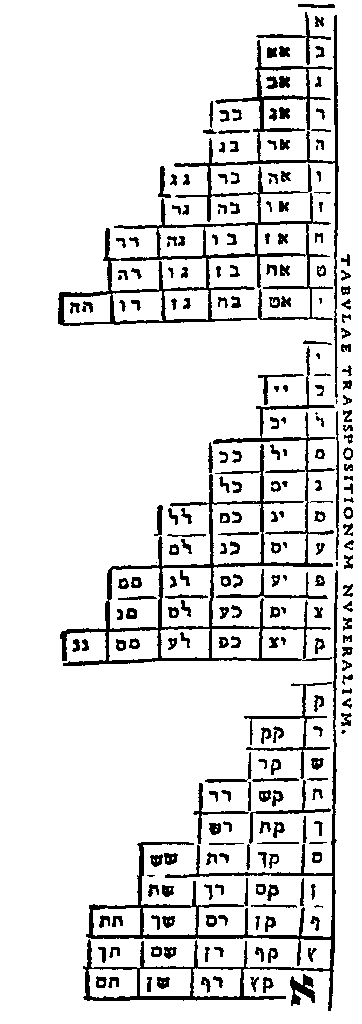 TABVLAE TRANSPOSITIONVM NVMERALIVM.
א
ב אא
ג אב
ד אג בב
ה אד בג
ו אה בד גג
ז או בה גד
ח אז בו גה דד
ט אח בז גו דה
י אט בח גז דו הה
י
כ יי
ל יכ
מ יל ככ
נ ימ כל
ס ינ כמ לל
ע יס כנ למ
פ יע כס לנ ממ
צ יפ כע לס מנ
ק יצ כפ לע מס ננ
ק
ר קק
ש קר
ת קש רר
ך קת רש
ם קך רת שש
ן קם רך שת
ף קן רם שך תת
ץ קף רן שם תך
א קץ רף שן תם